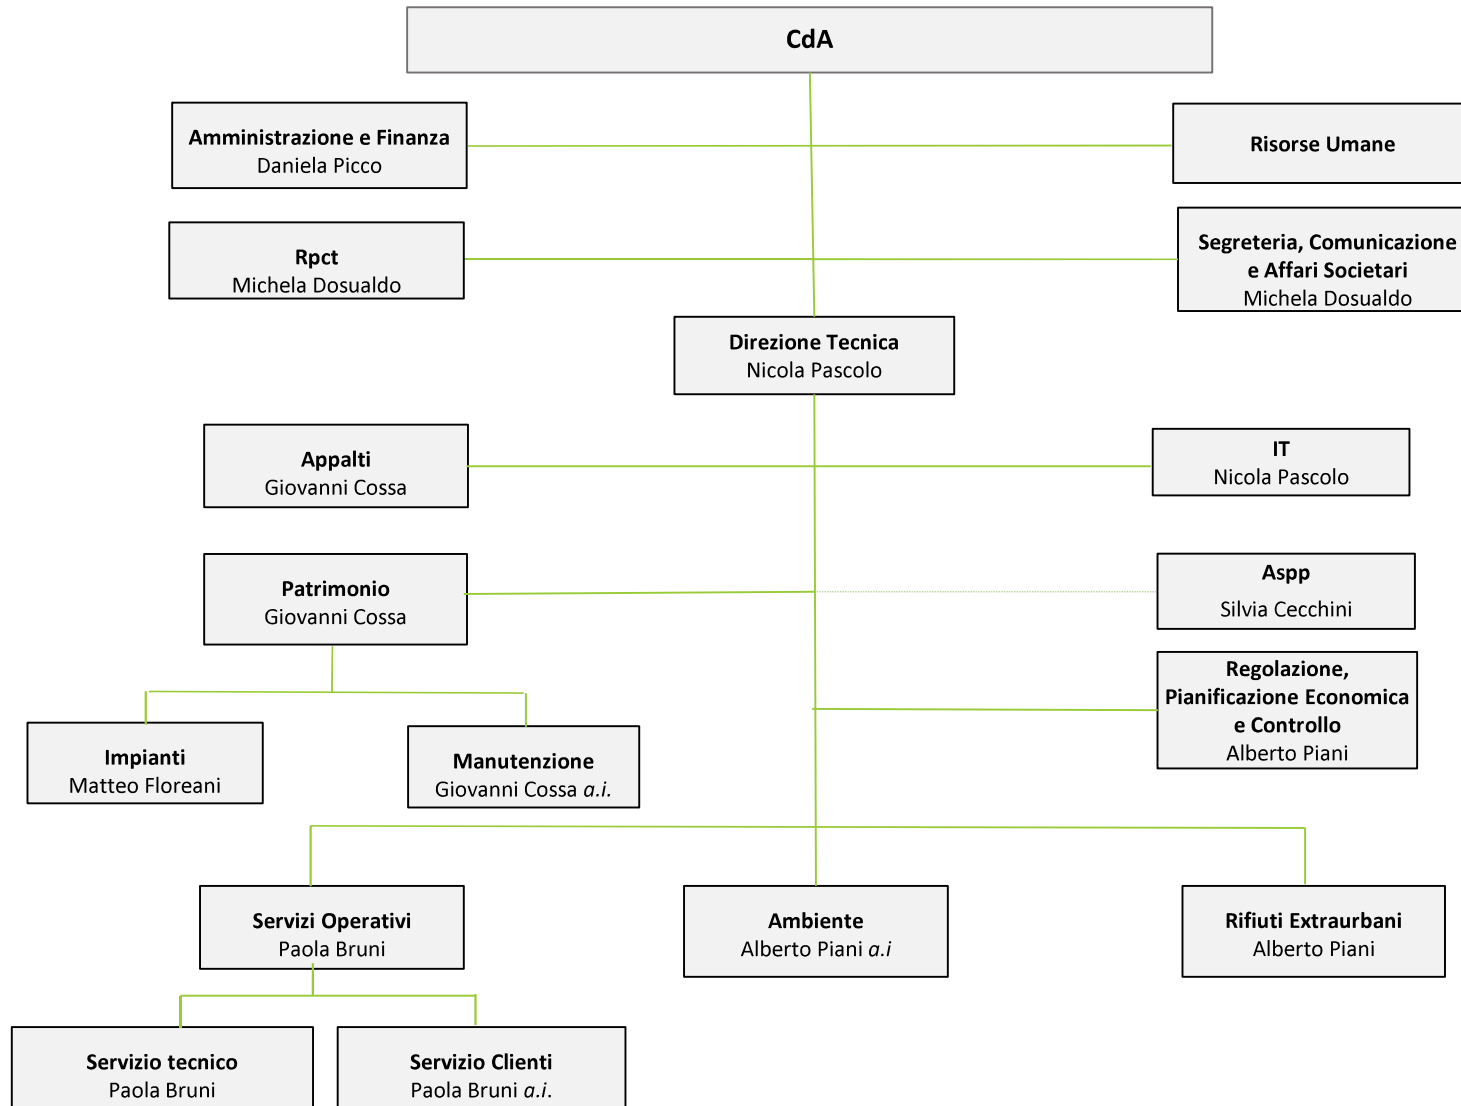 CdA
Amministrazione e Finanza
Daniela Picco
Risorse Umane
Rpct
Michela Dosualdo
Segreteria, Comunicazione
e Affari Societari
Michela Dosualdo
Direzione Tecnica
Nicola Pascolo
Appalti
Giovanni Cossa
IT
Nicola Pascolo
Patrimonio
Giovanni Cossa
Aspp
Silvia Cecchini
Regolazione,
Pianificazione Economica
e Controllo
Alberto Piani
Impianti
Matteo Floreani
Manutenzione
Giovanni Cossa a.i.
Servizi Operativi
Paola Bruni
Ambiente
Alberto Piani a.i
Rifiuti Extraurbani
Alberto Piani
Servizio tecnico
Paola Bruni
Servizio Clienti
Paola Bruni a.i.